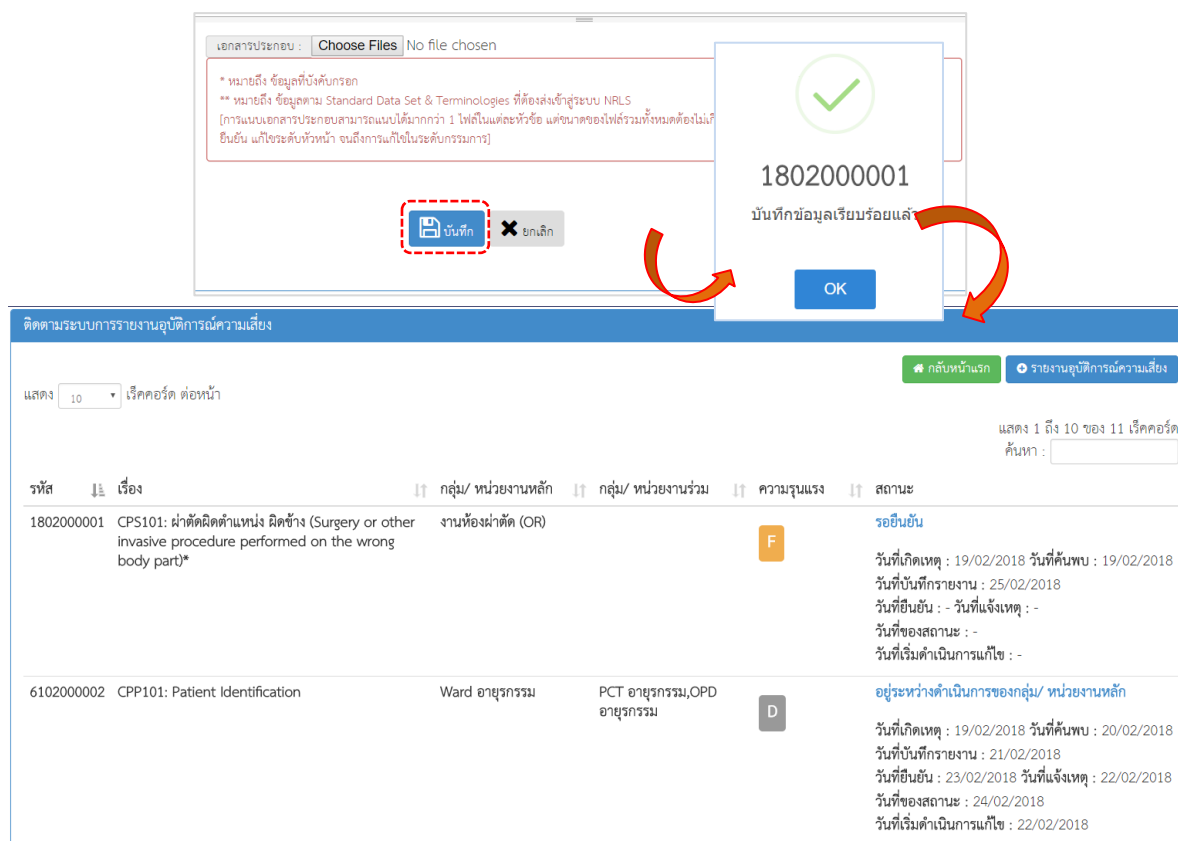 เอกสารประกอบ : Choose Files No file chosen
* หมายถึง ข้อมูลที่บังคับกรอก
** หมายถึง ข้อมูลตาม Standard Data Set & Terminologies ที่ต้องส่งเข้าสู่ระบบ NRLS
[การแนบเอกสารประกอบสามารถแนบได้มากกว่า 1 ไฟล์ในแต่ละหัวข้อ แต่ขนาดของไฟล์รวมทั้งหมดต้องไม่เกิ
ยืนยัน แก้ไขระดับหัวหน้า จนถึงการแก้ไขในระดับกรรมการ]
บันทึก ยกเลิก
1802000001
บันทึกข้อมูลเรียบร้อยแล้ว
OK
ติดตามระบบการรายงานอุบัติการณ์ความเสี่ยง
กลับหน้าแรก รายงานอุบัติการณ์ความเสี่ยง
แสดง 10 เร็คคอร์ด ต่อหน้า
แสดง 1 ถึง 10 ของ 11 เร็คคอร์ด
ค้นหา :
รหัส เรื่อง กลุ่ม/ หน่วยงานหลัก กลุ่ม/ หน่วยงานร่วม ความรุนแรง สถานะ
1802000001 CPS101: ผ่าตัดผิดตำแหน่ง ผิดข้าง (Surgery or other งานห้องผ่าตัด (OR) รอยืนยัน
invasive procedure performed on the wrong F
body part)* วันที่เกิดเหตุ : 19/02/2018 วันที่ค้นพบ : 19/02/2018
วันที่บันทึกรายงาน : 25/02/2018
วันที่ยืนยัน : - วันที่แจ้งเหตุ : -
วันที่ของสถานะ : -
วันที่เริ่มดำเนินการแก้ไข : -
6102000002 CPP101: Patient Identification Ward อายุรกรรม PCT อายุรกรรม,OPD อยู่ระหว่างดำเนินการของกลุ่ม/ หน่วยงานหลัก
อายุรกรรม D
วันที่เกิดเหตุ : 19/02/2018 วันที่ค้นพบ : 20/02/2018
วันที่บันทึกรายงาน : 21/02/2018
วันที่ยืนยัน : 23/02/2018 วันที่แจ้งเหตุ : 22/02/2018
วันที่ของสถานะ : 24/02/2018
วันที่เริ่มดำเนินการแก้ไข : 22/02/2018